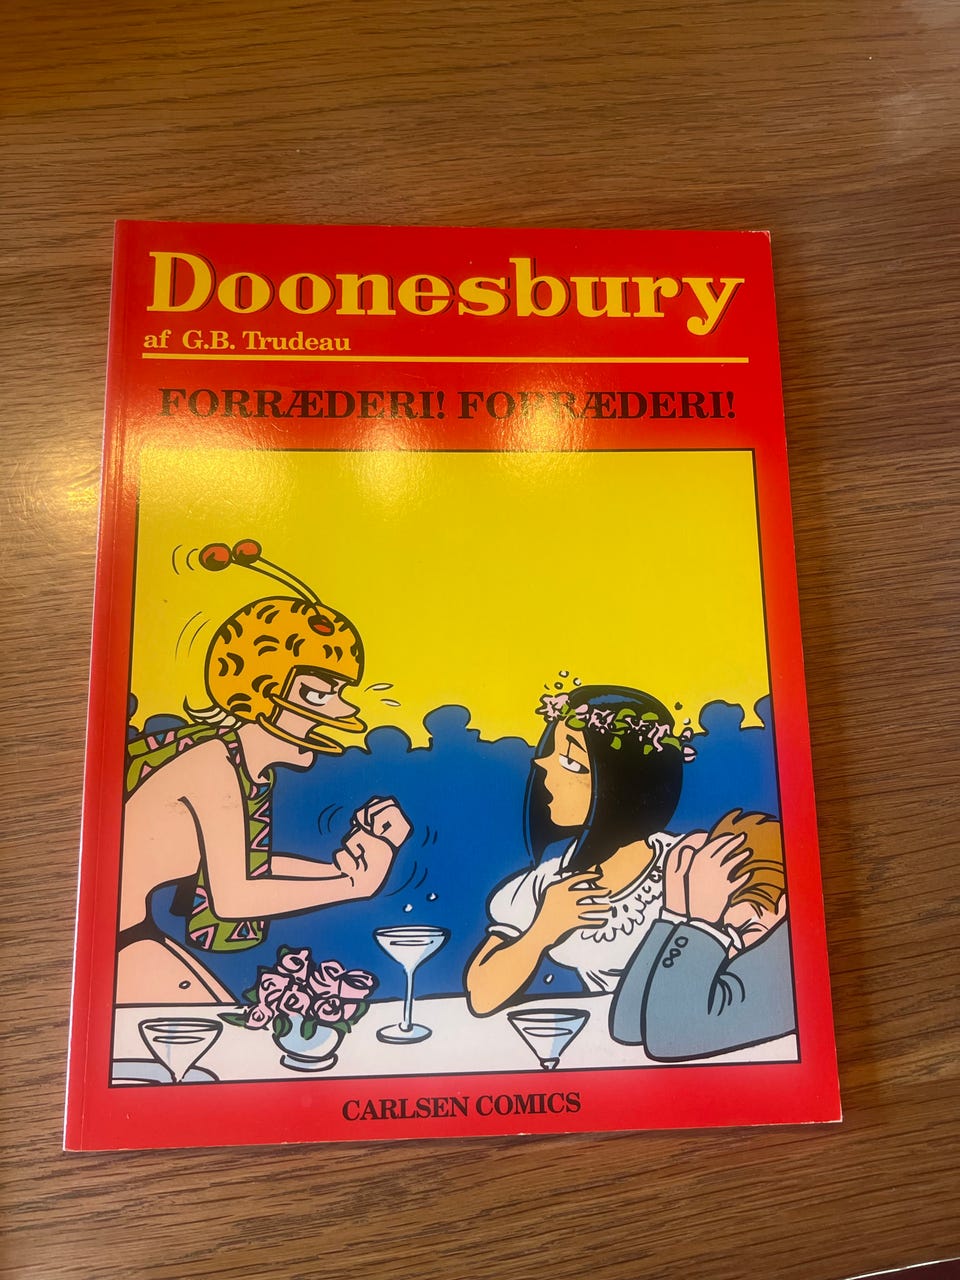 Doonesbury
af G.B. Trudeau
FORRÆDERI! FORRÆDERI!
CARLSEN COMICS